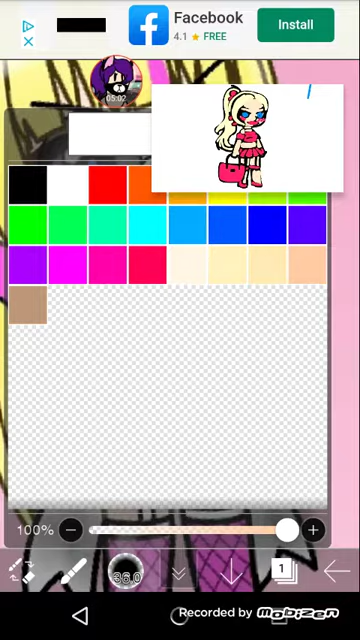 Facebook
4.1 ★ FREE
Install
05:02
100%
36.0
1
Recorded by Mobizen